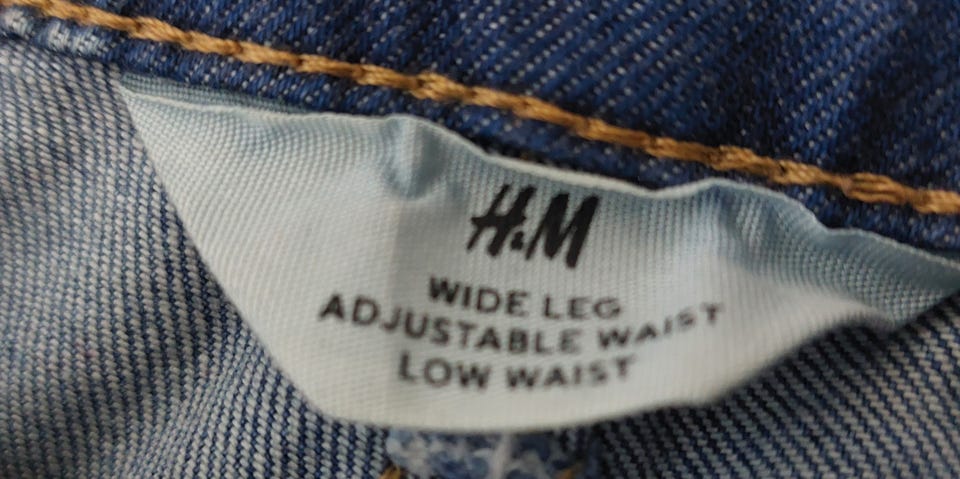 H&M
WIDE LEG
ADJUSTABLE WAIST
LOW WAIST